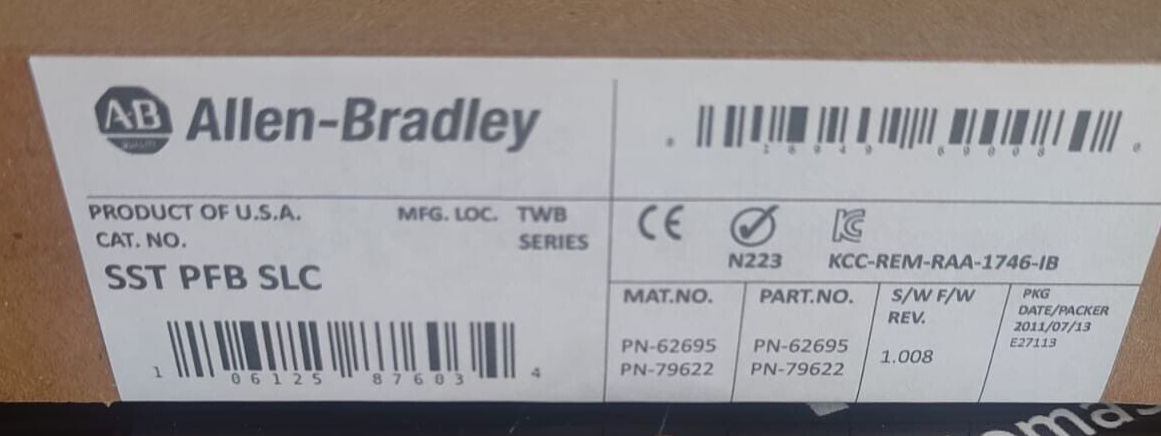 AB Allen-Bradley
PRODUCT OF U.S.A. MFG. LOC. TWB
CAT. NO. SERIES
SST PFB SLC
1 06125 87603 4
CE N223 KCC-REM-RAA-1746-IB
MAT.NO. PART.NO. S/W F/W REV. PKG DATE/PACKER
2011/07/13
E27113
PN-62695 PN-62695 1.008
PN-79622 PN-79622